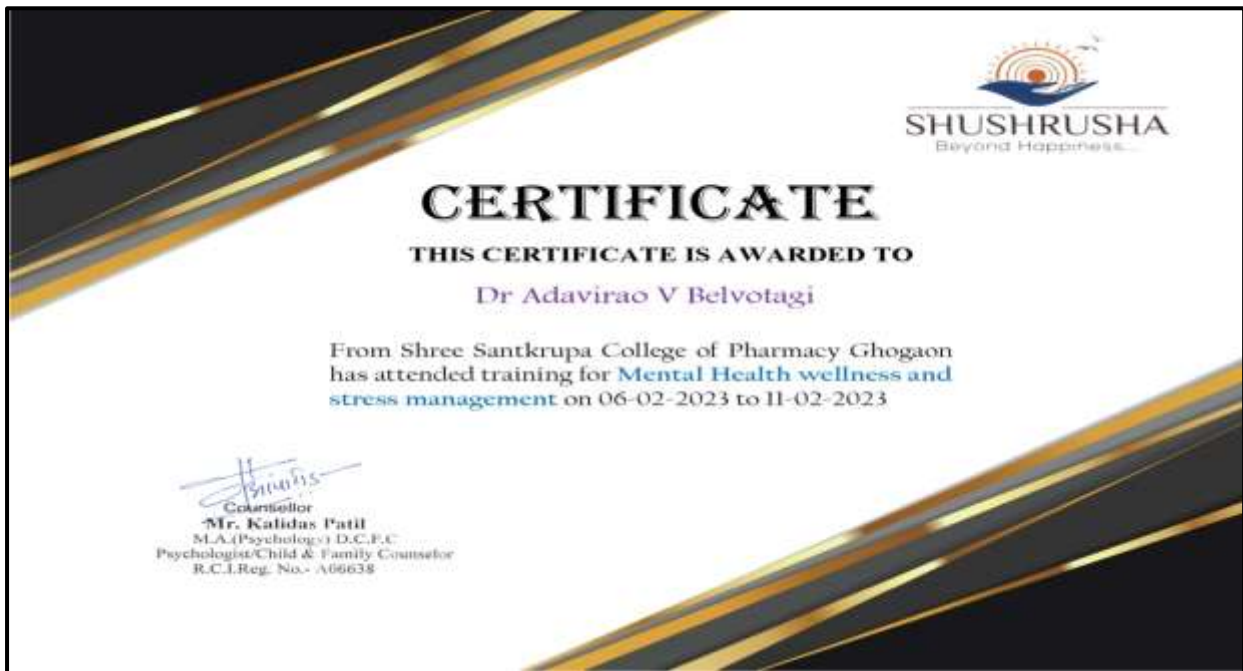 SHUSHRUSHA
Beyond Happiness...
CERTIFICATE
THIS CERTIFICATE IS AWARDED TO
Dr Adavirao V Belvotagi
From Shree Santkrupa College of Pharmacy Ghogaon
has attended training for Mental Health wellness and
stress management on 06-02-2023 to 11-02-2023
Counsellor
Mr. Kalidas Patil
M.A.(Psychology) D.C.F.C
Psychologist/Child & Family Counselor
R.C.I.Reg. No.- A06638